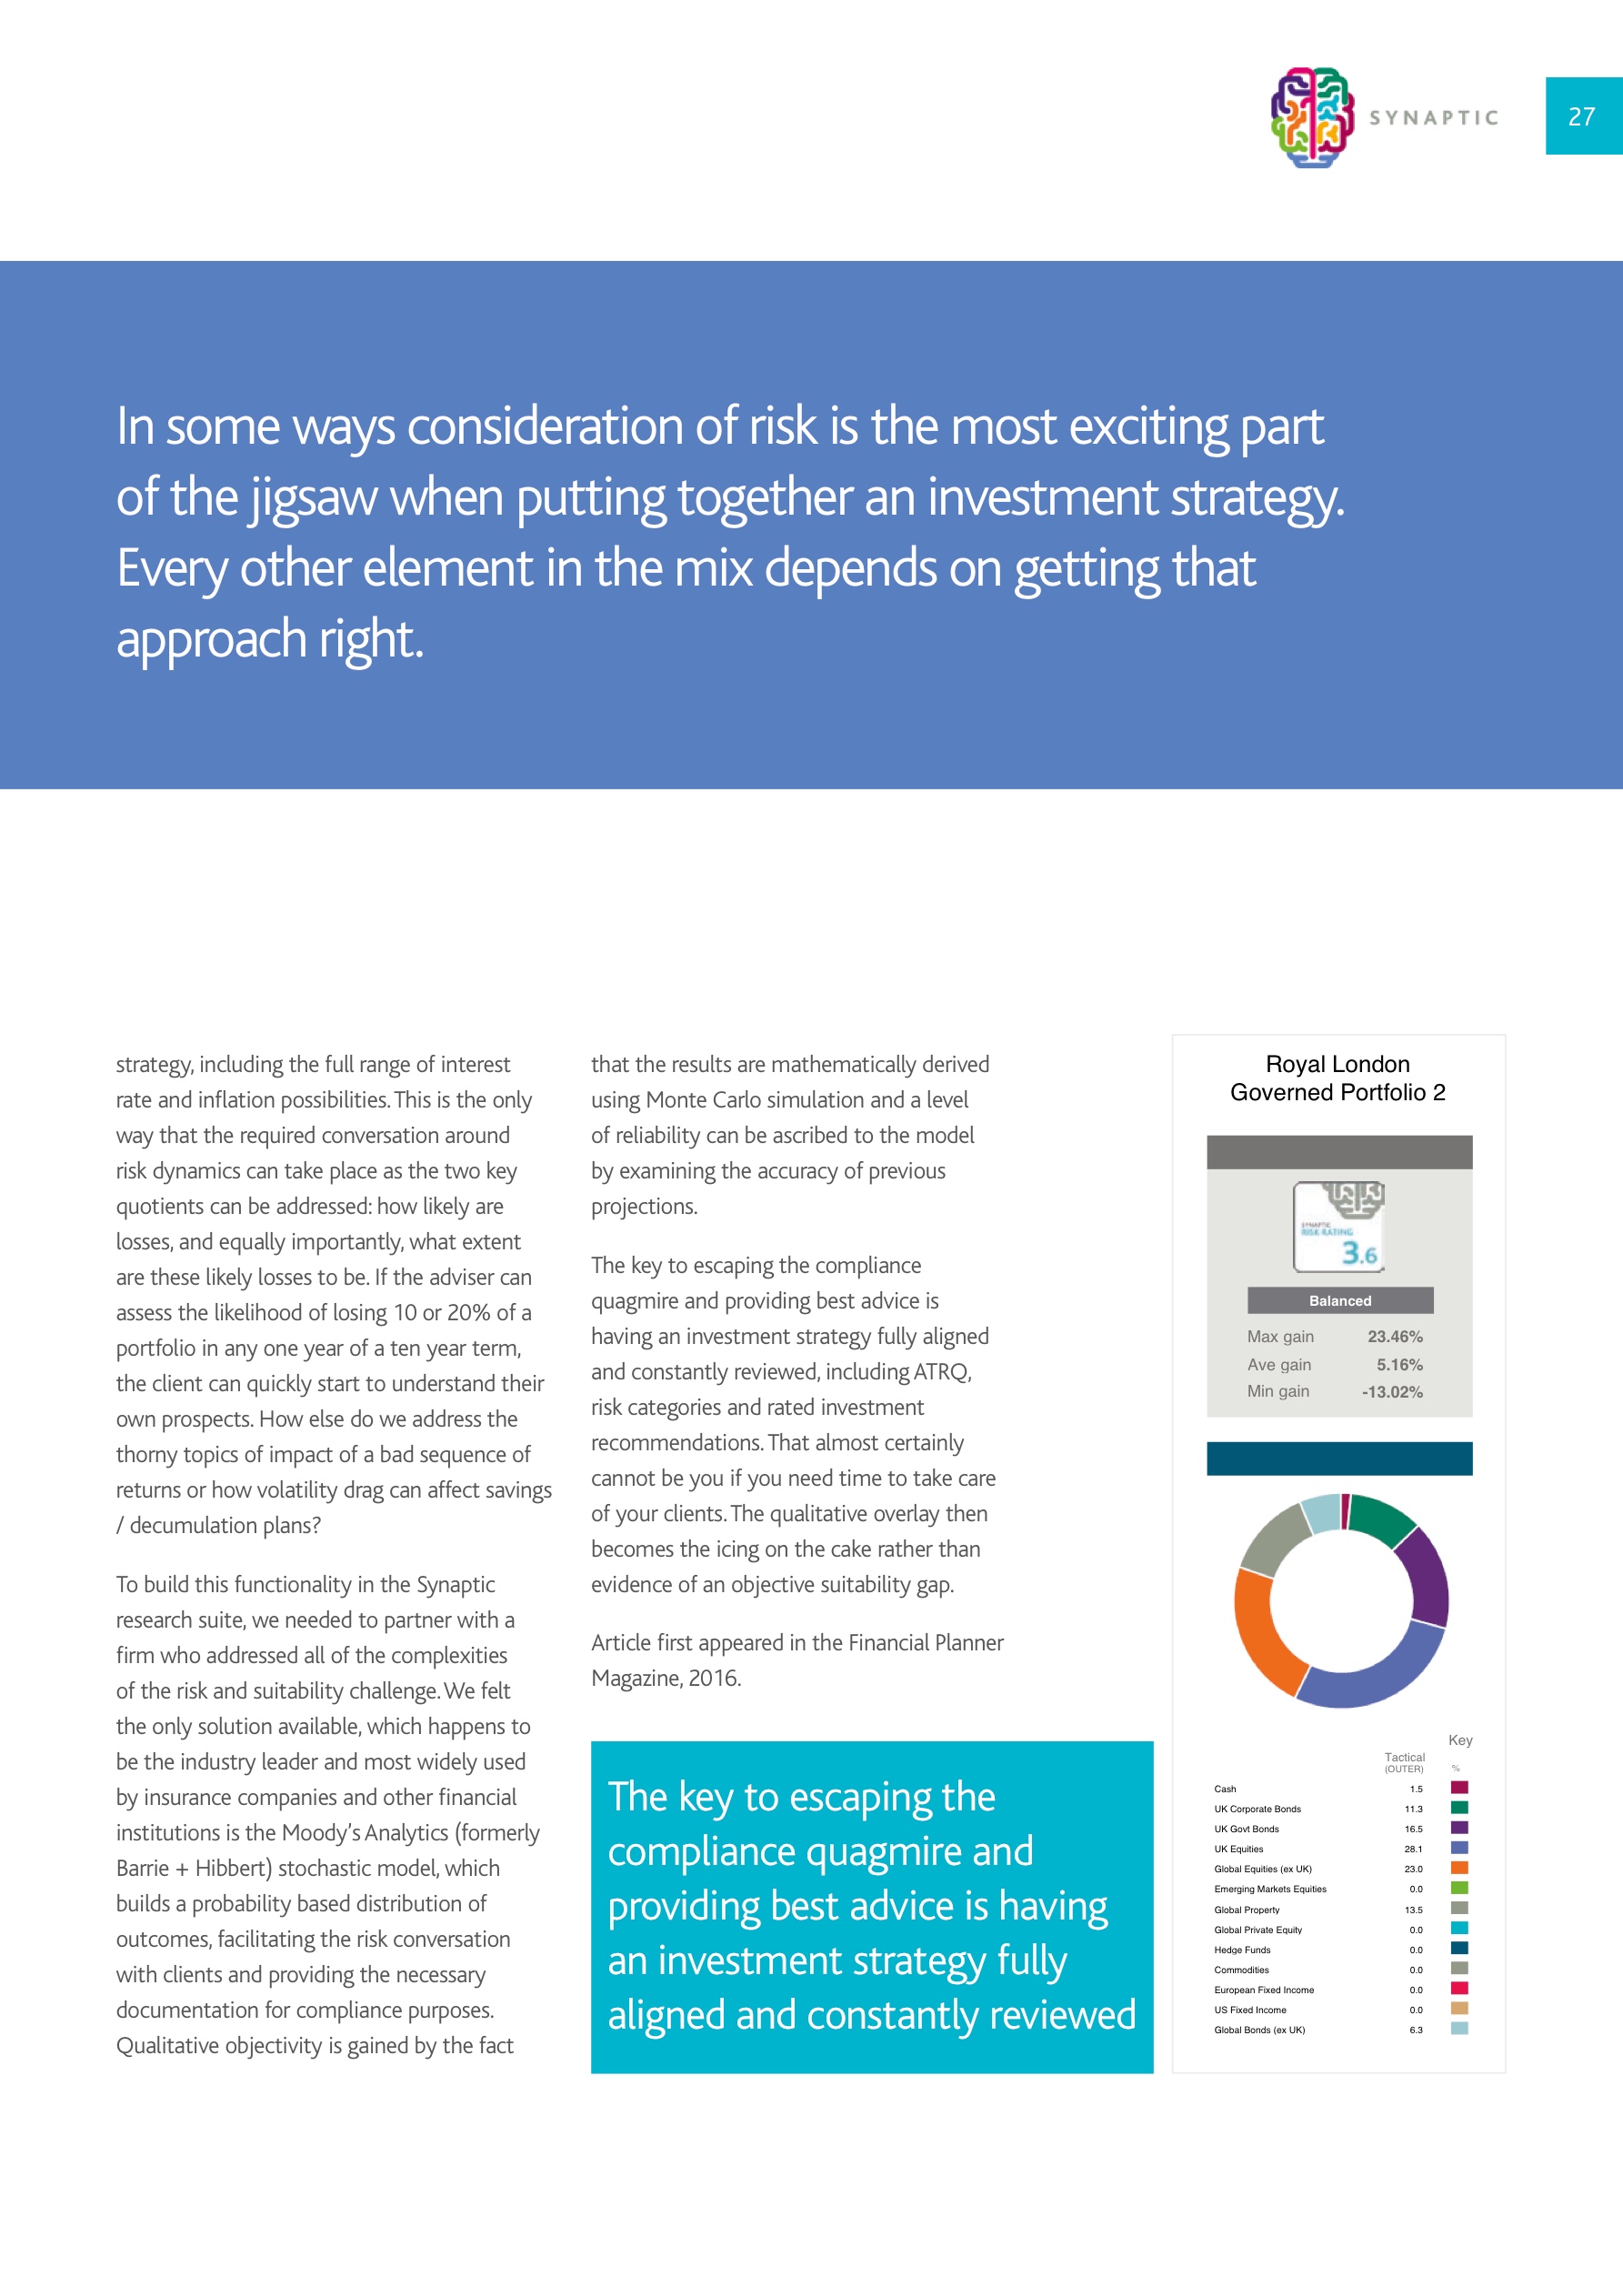 SYNAPTIC
27
In some ways consideration of risk is the most exciting part
of the jigsaw when putting together an investment strategy.
Every other element in the mix depends on getting that
approach right.
strategy, including the full range of interest
rate and inflation possibilities. This is the only
way that the required conversation around
risk dynamics can take place as the two key
quotients can be addressed: how likely are
losses, and equally importantly, what extent
are these likely losses to be. If the adviser can
assess the likelihood of losing 10 or 20% of a
portfolio in any one year of a ten year term,
the client can quickly start to understand their
own prospects. How else do we address the
thorny topics of impact of a bad sequence of
returns or how volatility drag can affect savings
/ decumulation plans?
To build this functionality in the Synaptic
research suite, we needed to partner with a
firm who addressed all of the complexities
of the risk and suitability challenge. We felt
the only solution available, which happens to
be the industry leader and most widely used
by insurance companies and other financial
institutions is the Moody's Analytics (formerly
Barrie + Hibbert) stochastic model, which
builds a probability based distribution of
outcomes, facilitating the risk conversation
with clients and providing the necessary
documentation for compliance purposes.
Qualitative objectivity is gained by the fact
that the results are mathematically derived
using Monte Carlo simulation and a level
of reliability can be ascribed to the model
by examining the accuracy of previous
projections.
The key to escaping the compliance
quagmire and providing best advice is
having an investment strategy fully aligned
and constantly reviewed, including ATRQ,
risk categories and rated investment
recommendations. That almost certainly
cannot be you if you need time to take care
of your clients. The qualitative overlay then
becomes the icing on the cake rather than
evidence of an objective suitability gap.
Article first appeared in the Financial Planner
Magazine, 2016.
The key to escaping the
compliance quagmire and
providing best advice is having
an investment strategy fully
aligned and constantly reviewed
Royal London
Governed Portfolio 2
SYNAPTIC
RISK RATING
3.6
Balanced
Max gain 23.46%
Ave gain 5.16%
Min gain -13.02%
Key
Tactical
(OUTER) %
Cash 1.5
UK Corporate Bonds 11.3
UK Govt Bonds 16.5
UK Equities 28.1
Global Equities (ex UK) 23.0
Emerging Markets Equities 0.0
Global Property 13.5
Global Private Equity 0.0
Hedge Funds 0.0
Commodities 0.0
European Fixed Income 0.0
US Fixed Income 0.0
Global Bonds (ex UK) 6.3